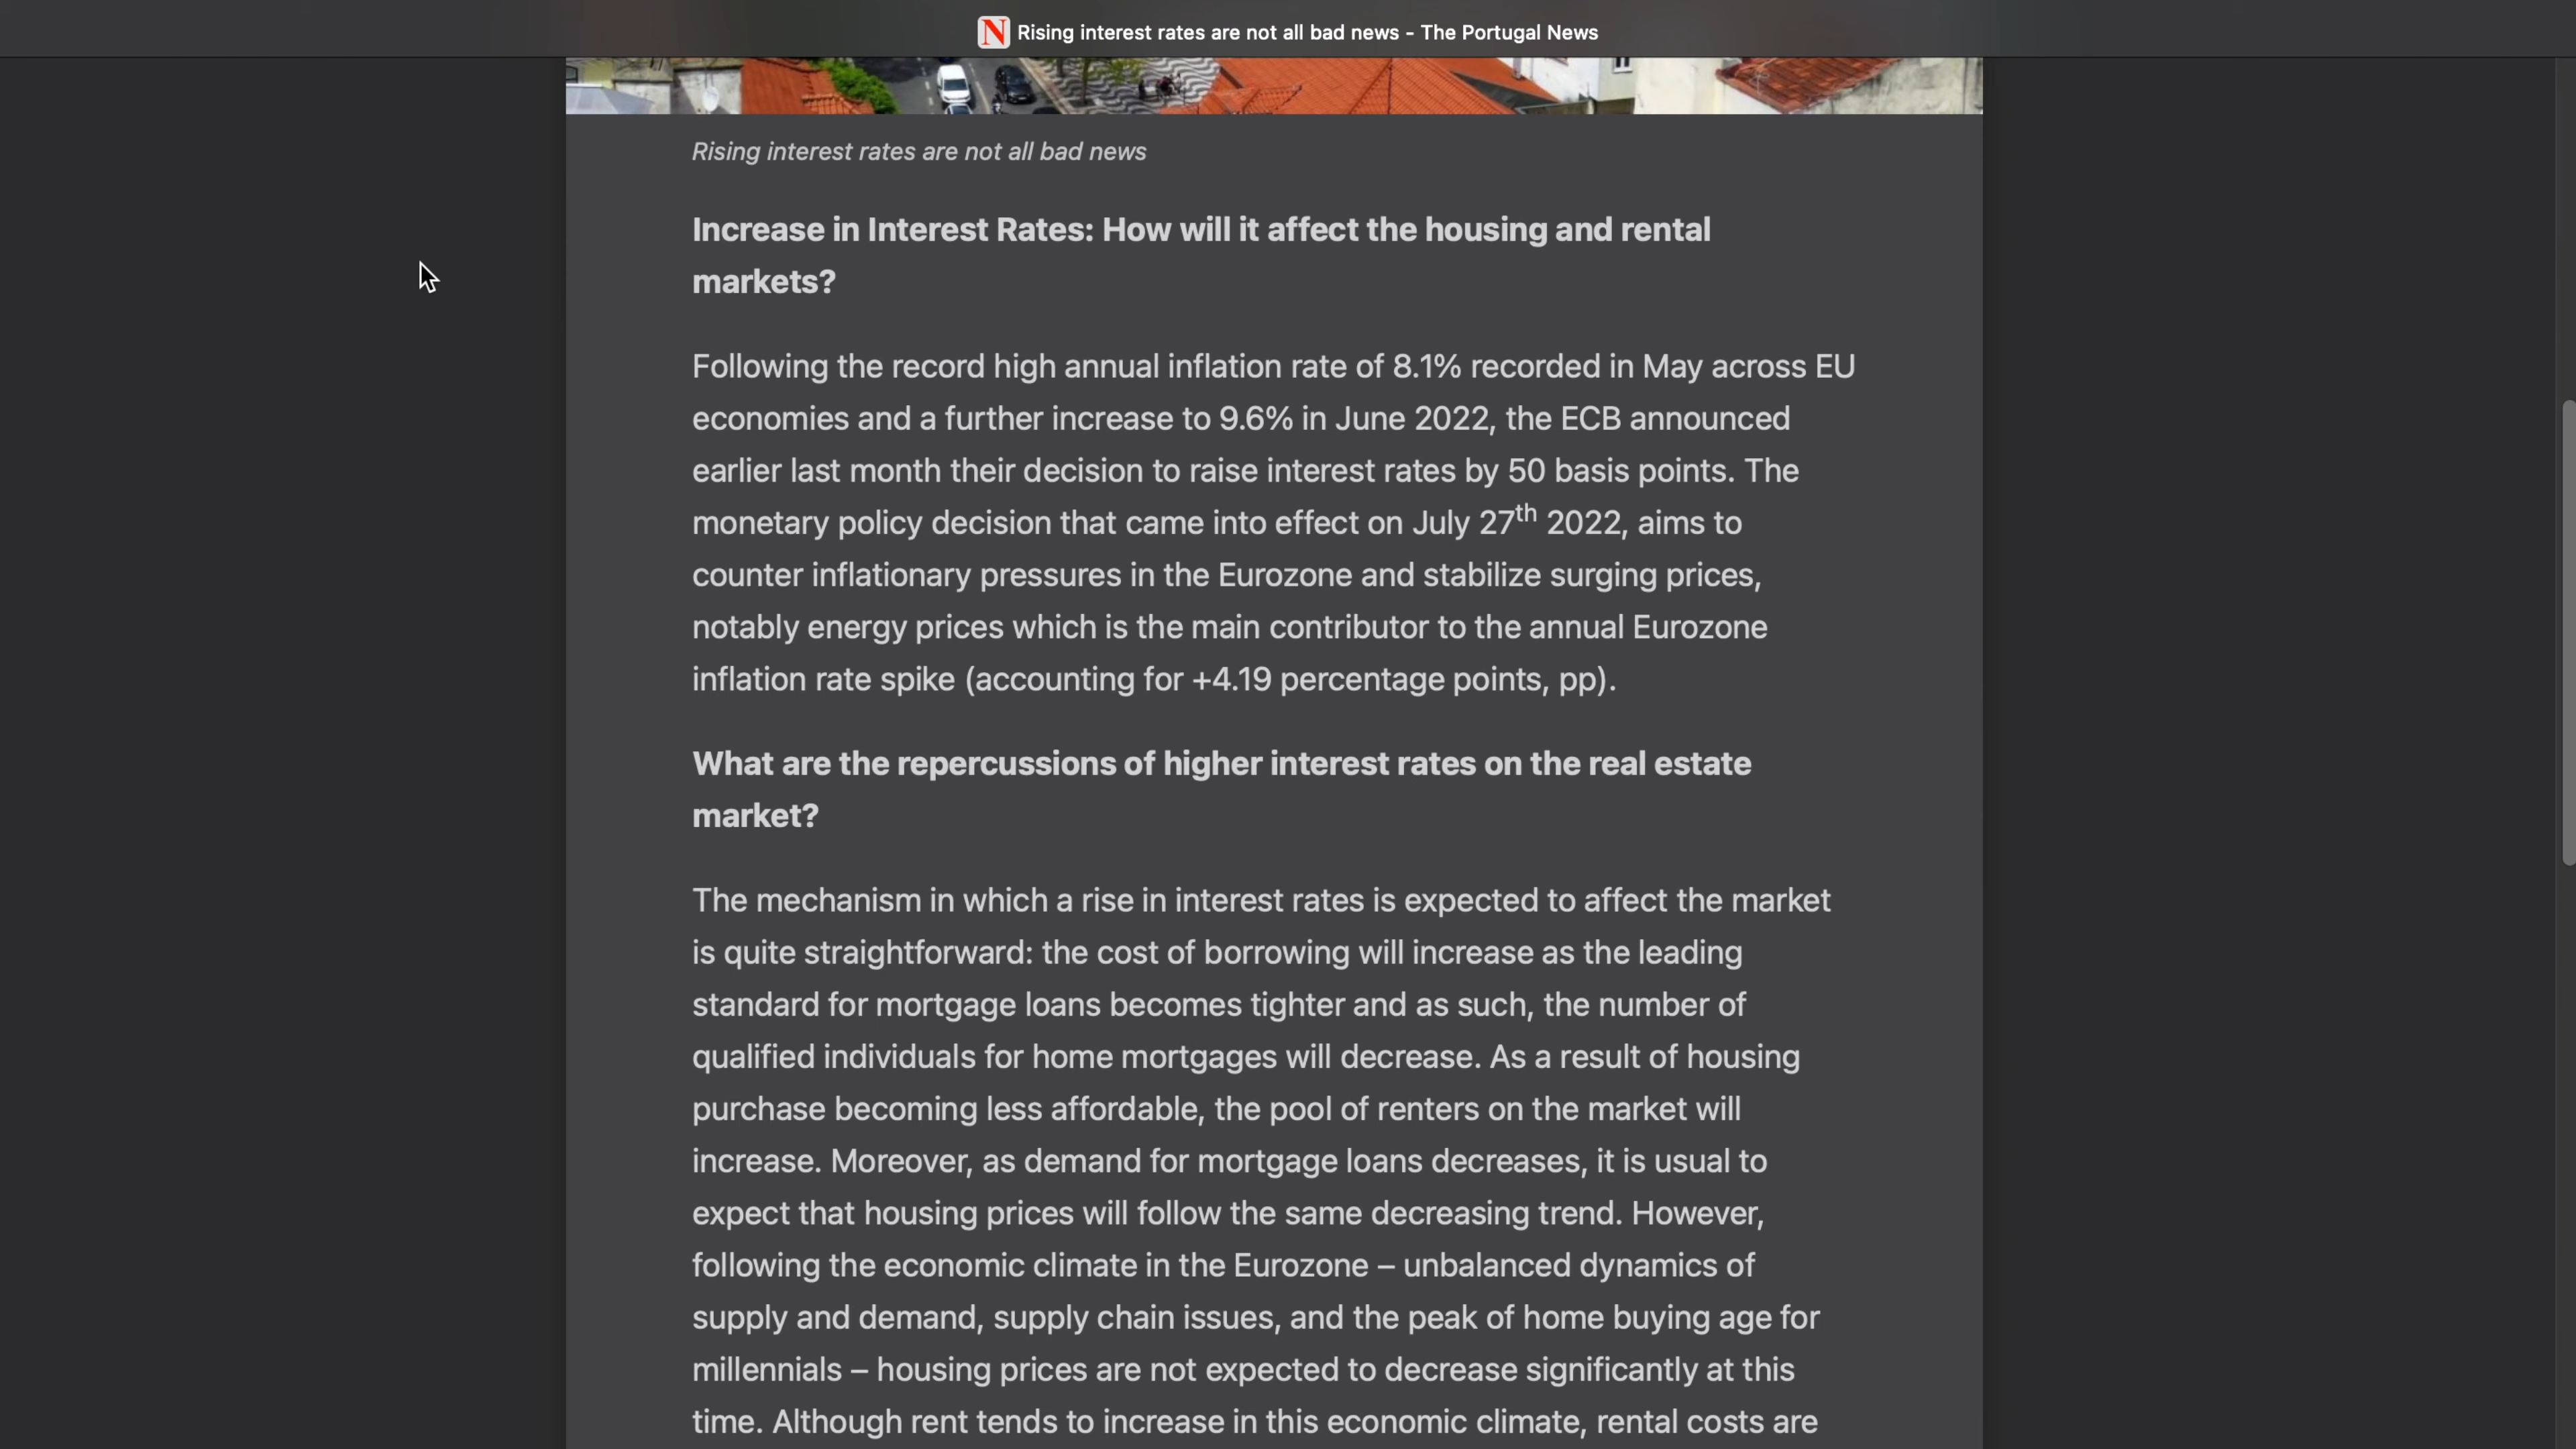 N Rising interest rates are not all bad news - The Portugal News
Rising interest rates are not all bad news
Increase in Interest Rates: How will it affect the housing and rental
markets?
Following the record high annual inflation rate of 8.1% recorded in May across EU
economies and a further increase to 9.6% in June 2022, the ECB announced
earlier last month their decision to raise interest rates by 50 basis points. The
monetary policy decision that came into effect on July 27th 2022, aims to
counter inflationary pressures in the Eurozone and stabilize surging prices,
notably energy prices which is the main contributor to the annual Eurozone
inflation rate spike (accounting for +4.19 percentage points, pp).
What are the repercussions of higher interest rates on the real estate
market?
The mechanism in which a rise in interest rates is expected to affect the market
is quite straightforward: the cost of borrowing will increase as the leading
standard for mortgage loans becomes tighter and as such, the number of
qualified individuals for home mortgages will decrease. As a result of housing
purchase becoming less affordable, the pool of renters on the market will
increase. Moreover, as demand for mortgage loans decreases, it is usual to
expect that housing prices will follow the same decreasing trend. However,
following the economic climate in the Eurozone – unbalanced dynamics of
supply and demand, supply chain issues, and the peak of home buying age for
millennials – housing prices are not expected to decrease significantly at this
time. Although rent tends to increase in this economic climate, rental costs are